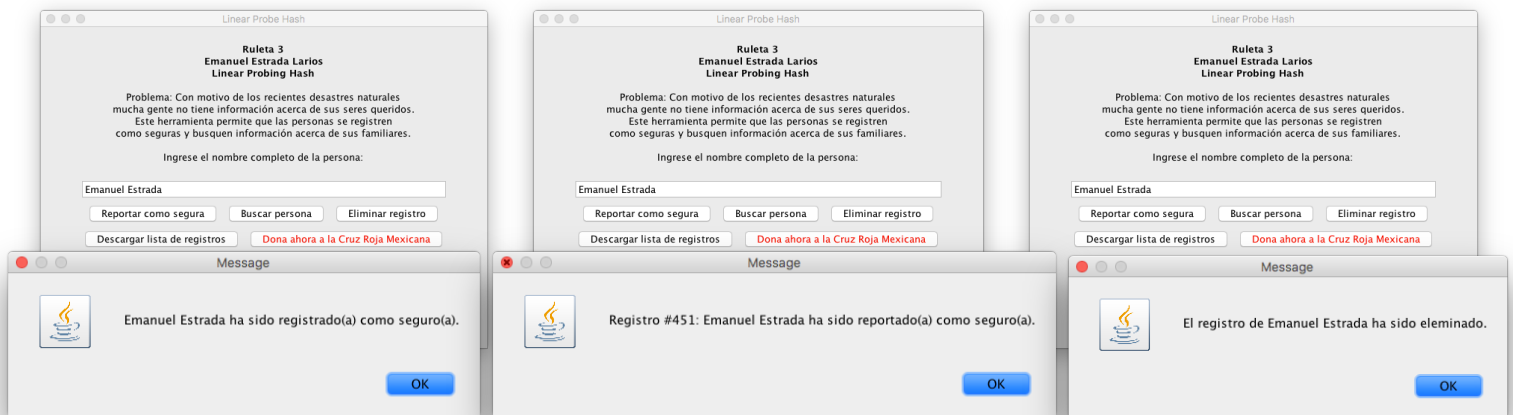 Linear Probe Hash
Ruleta 3
Emanuel Estrada Larios
Linear Probing Hash
Problema: Con motivo de los recientes desastres naturales
mucha gente no tiene información acerca de sus seres queridos.
Este herramienta permite que las personas se registren
como seguras y busquen información acerca de sus familiares.
Ingrese el nombre completo de la persona:
Emanuel Estrada
Reportar como segura Buscar persona Eliminar registro
Descargar lista de registros Dona ahora a la Cruz Roja Mexicana
Message
Emanuel Estrada ha sido registrado(a) como seguro(a).
OK
Linear Probe Hash
Ruleta 3
Emanuel Estrada Larios
Linear Probing Hash
Problema: Con motivo de los recientes desastres naturales
mucha gente no tiene información acerca de sus seres queridos.
Este herramienta permite que las personas se registren
como seguras y busquen información acerca de sus familiares.
Ingrese el nombre completo de la persona:
Emanuel Estrada
Reportar como segura Buscar persona Eliminar registro
Descargar lista de registros Dona ahora a la Cruz Roja Mexicana
Message
Registro #451: Emanuel Estrada ha sido reportado(a) como seguro(a).
OK
Linear Probe Hash
Ruleta 3
Emanuel Estrada Larios
Linear Probing Hash
Problema: Con motivo de los recientes desastres naturales
mucha gente no tiene información acerca de sus seres queridos.
Este herramienta permite que las personas se registren
como seguras y busquen información acerca de sus familiares.
Ingrese el nombre completo de la persona:
Emanuel Estrada
Reportar como segura Buscar persona Eliminar registro
Descargar lista de registros Dona ahora a la Cruz Roja Mexicana
Message
El registro de Emanuel Estrada ha sido eleminado.
OK